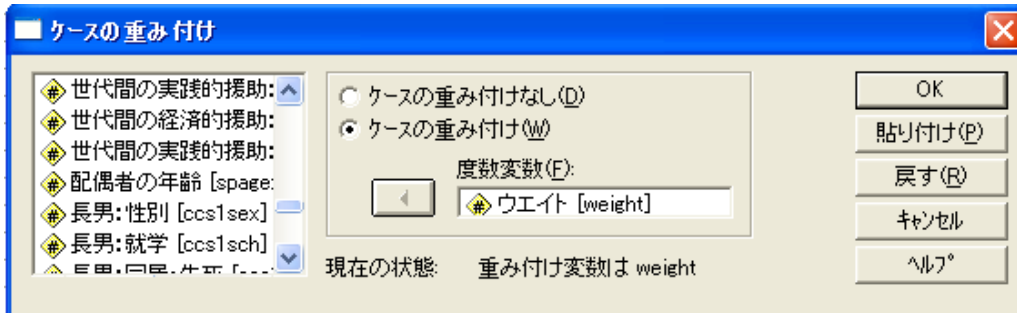 ケースの重み付け
世代間の実践的援助:
世代間の経済的援助:
世代間の実践的援助:
配偶者の年齢 [spage:
長男:性別 [ccs1sex]
長男:就学 [ccs1sch]
ケースの重み付けなし(D)
ケースの重み付け(W)
度数変数(F):
ウエイト [weight]
現在の状態: 重み付け変数は weight
OK
貼り付け(P)
戻す(R)
キャンセル
ヘルプ